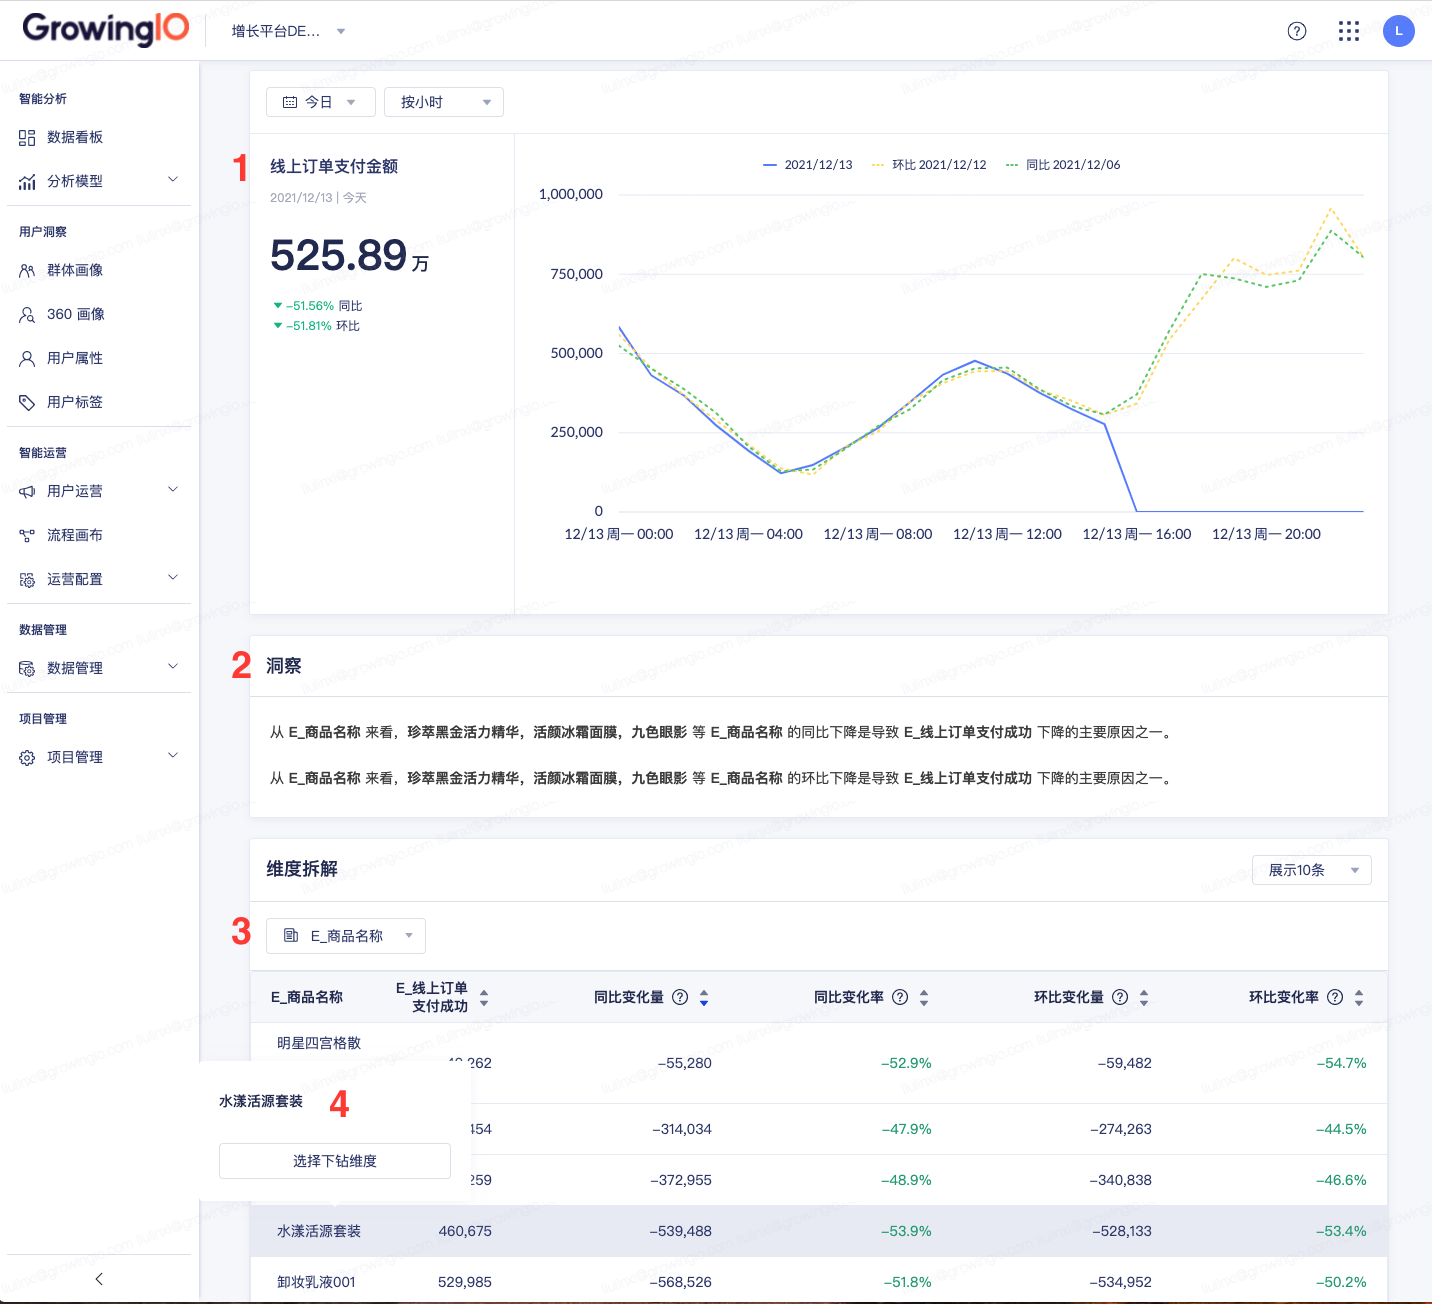 GrowingIO
增长平台DE...
?
L
智能分析
数据看板
分析模型
用户洞察
群体画像
360 画像
用户属性
用户标签
智能运营
用户运营
流程画布
运营配置
数据管理
数据管理
项目管理
项目管理
今日
按小时
1
线上订单支付金额
2021/12/13 | 今天
525.89 万
-51.56% 同比
-51.81% 环比
2021/12/13
环比 2021/12/12
同比 2021/12/06
1,000,000
750,000
500,000
250,000
0
12/13 周一 00:00
12/13 周一 04:00
12/13 周一 08:00
12/13 周一 12:00
12/13 周一 16:00
12/13 周一 20:00
2
洞察
从 E_商品名称 来看，珍萃黑金活力精华，活颜冰霜面膜，九色眼影 等 E_商品名称 的同比下降是导致 E_线上订单支付成功 下降的主要原因之一。
从 E_商品名称 来看，珍萃黑金活力精华，活颜冰霜面膜，九色眼影 等 E_商品名称 的环比下降是导致 E_线上订单支付成功 下降的主要原因之一。
维度拆解
展示10条
3
E_商品名称
E_商品名称
E_线上订单
支付成功
同比变化量 ?
同比变化率 ?
环比变化量 ?
环比变化率 ?
明星四宫格散
262 -55,280 -52.9% -59,482 -54.7%
454 -314,034 -47.9% -274,263 -44.5%
259 -372,955 -48.9% -340,838 -46.6%
水漾活源套装 460,675 -539,488 -53.9% -528,133 -53.4%
卸妆乳液001 529,985 -568,526 -51.8% -534,952 -50.2%
水漾活源套装
4
选择下钻维度